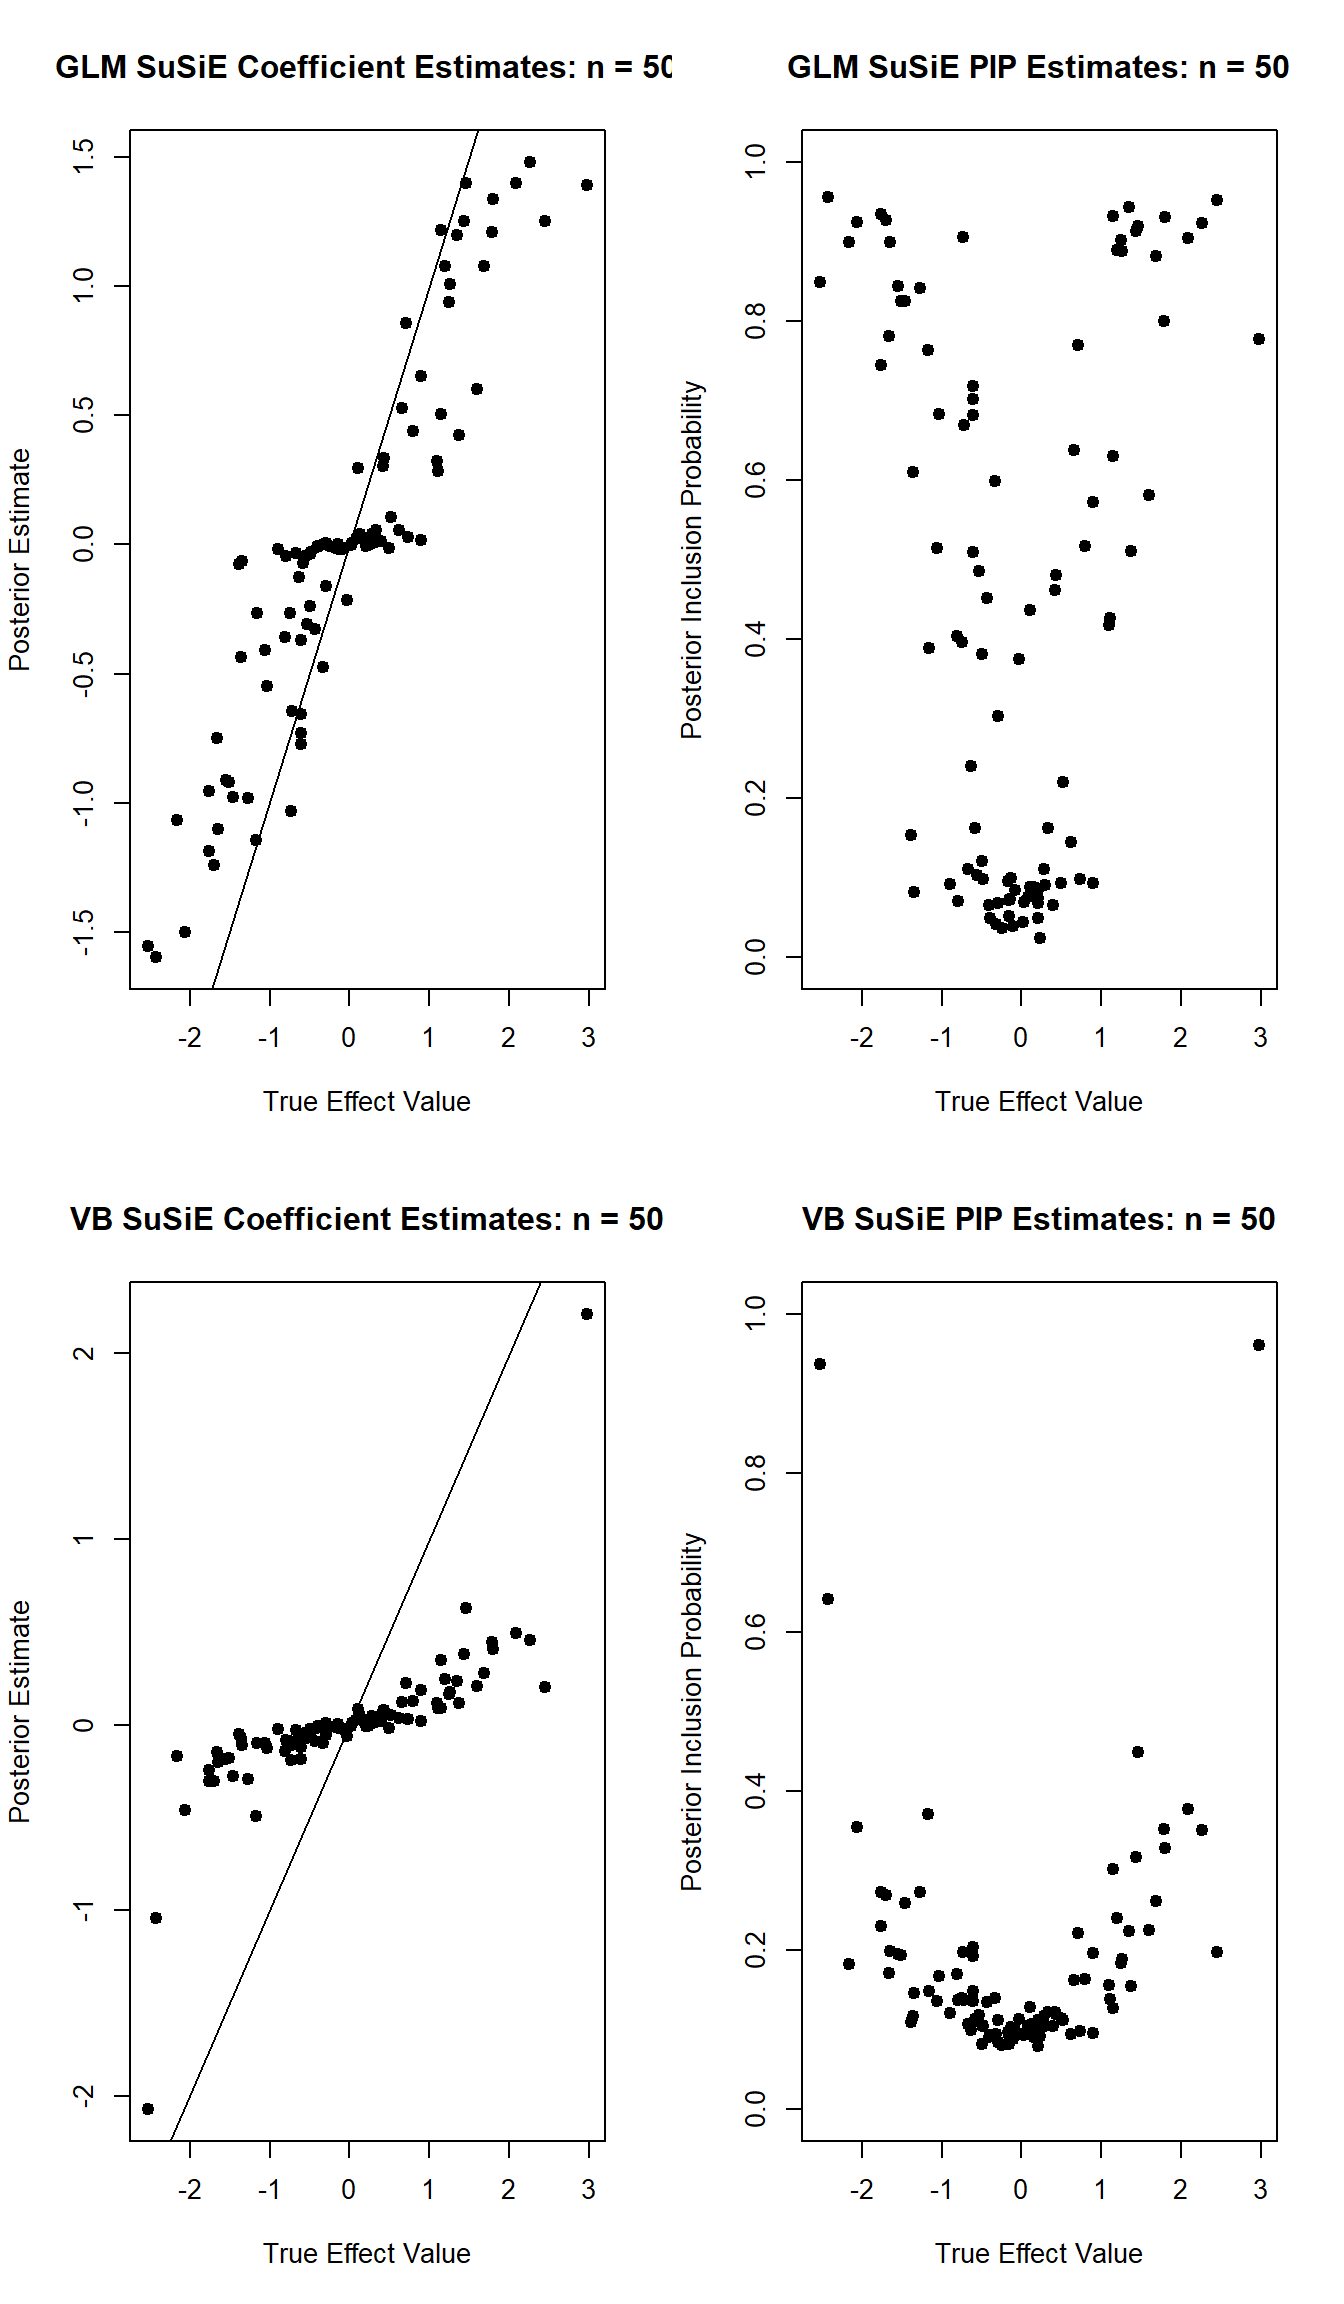 GLM SuSiE Coefficient Estimates: n = 50
Posterior Estimate
1.5
1.0
0.5
0.0
-0.5
-1.0
-1.5
-2 -1 0 1 2 3
True Effect Value
GLM SuSiE PIP Estimates: n = 50
Posterior Inclusion Probability
1.0
0.8
0.6
0.4
0.2
0.0
-2 -1 0 1 2 3
True Effect Value
VB SuSiE Coefficient Estimates: n = 50
Posterior Estimate
2
1
0
-1
-2
-2 -1 0 1 2 3
True Effect Value
VB SuSiE PIP Estimates: n = 50
Posterior Inclusion Probability
1.0
0.8
0.6
0.4
0.2
0.0
-2 -1 0 1 2 3
True Effect Value